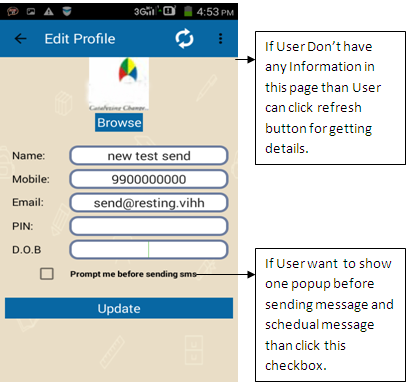 3G 4:53 PM
Edit Profile
Catalyzing Change
Browse
Name: new test send
Mobile: 9900000000
Email: send@resting.vihh
PIN:
D.O.B
Prompt me before sending sms
Update
If User Don't have
any Information in
this page than User
can click refresh
button for getting
details.
If User want to show
one popup before
sending message and
schedual message
than click this
checkbox.